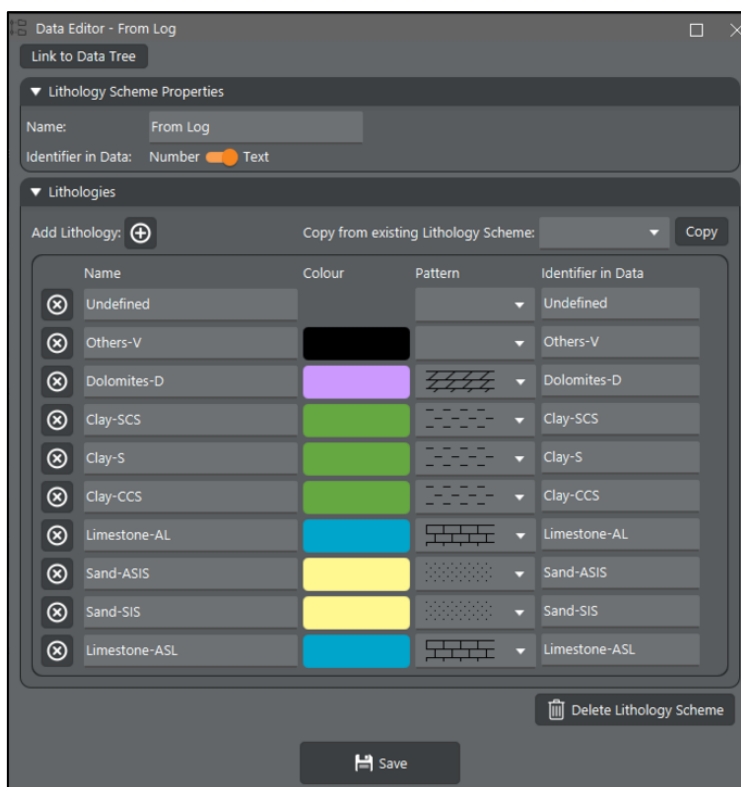 Data Editor - From Log
Link to Data Tree
Lithology Scheme Properties
Name: From Log
Identifier in Data: Number Text
Lithologies
Add Lithology: Copy from existing Lithology Scheme: Copy
Name Colour Pattern Identifier in Data
Undefined Undefined
Others-V Others-V
Dolomites-D Dolomites-D
Clay-SCS Clay-SCS
Clay-S Clay-S
Clay-CCS Clay-CCS
Limestone-AL Limestone-AL
Sand-ASIS Sand-ASIS
Sand-SIS Sand-SIS
Limestone-ASL Limestone-ASL
Delete Lithology Scheme
Save